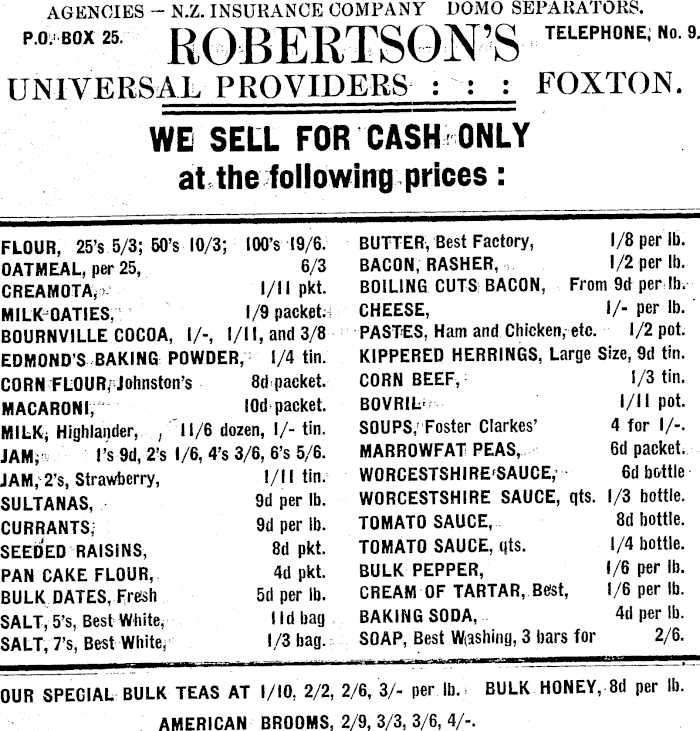 AGENCIES — N.Z. INSURANCE COMPANY DOMO SEPARATORS.
P.O. BOX 25.
ROBERTSON'S
TELEPHONE, No. 9.
UNIVERSAL PROVIDERS : : : FOXTON.
WE SELL FOR CASH ONLY
at the following prices :
FLOUR, 25's 5/3; 50's 10/3; 100's 19/6.
OATMEAL, per 25, 6/3
CREAMOTA, 1/11 pkt.
MILK OATIES, 1/9 packet.
BOURNVILLE COCOA, 1/-, 1/11, and 3/8
EDMOND'S BAKING POWDER, 1/4 tin.
CORN FLOUR, Johnston's 8d packet.
MACARONI, 10d packet.
MILK, Highlander, 11/6 dozen, 1/- tin.
JAM, 1's 9d, 2's 1/6, 4's 3/6, 6's 5/6.
JAM, 2's, Strawberry, 1/11 tin.
SULTANAS, 9d per lb.
CURRANTS, 9d per lb.
SEEDED RAISINS, 8d pkt.
PAN CAKE FLOUR, 4d pkt.
BULK DATES, Fresh 5d per lb.
SALT, 5's, Best White, 11d bag
SALT, 7's, Best White, 1/3 bag.
BUTTER, Best Factory, 1/8 per lb.
BACON, RASHER, 1/2 per lb.
BOILING CUTS BACON, From 9d per lb.
CHEESE, 1/- per lb.
PASTES, Ham and Chicken, etc. 1/2 pot.
KIPPERED HERRINGS, Large Size, 9d tin.
CORN BEEF, 1/3 tin.
BOVRIL 1/11 pot.
SOUPS, Foster Clarkes' 4 for 1/-.
MARROWFAT PEAS, 6d packet.
WORCESTSHIRE SAUCE, 6d bottle
WORCESTSHIRE SAUCE, qts. 1/3 bottle.
TOMATO SAUCE, 8d bottle.
TOMATO SAUCE, qts. 1/4 bottle.
BULK PEPPER, 1/6 per lb.
CREAM OF TARTAR, Best, 1/6 per lb.
BAKING SODA, 4d per lb.
SOAP, Best Washing, 3 bars for 2/6.
OUR SPECIAL BULK TEAS AT 1/10, 2/2, 2/6, 3/- per lb. BULK HONEY, 8d per lb.
AMERICAN BROOMS, 2/9, 3/3, 3/6, 4/-.